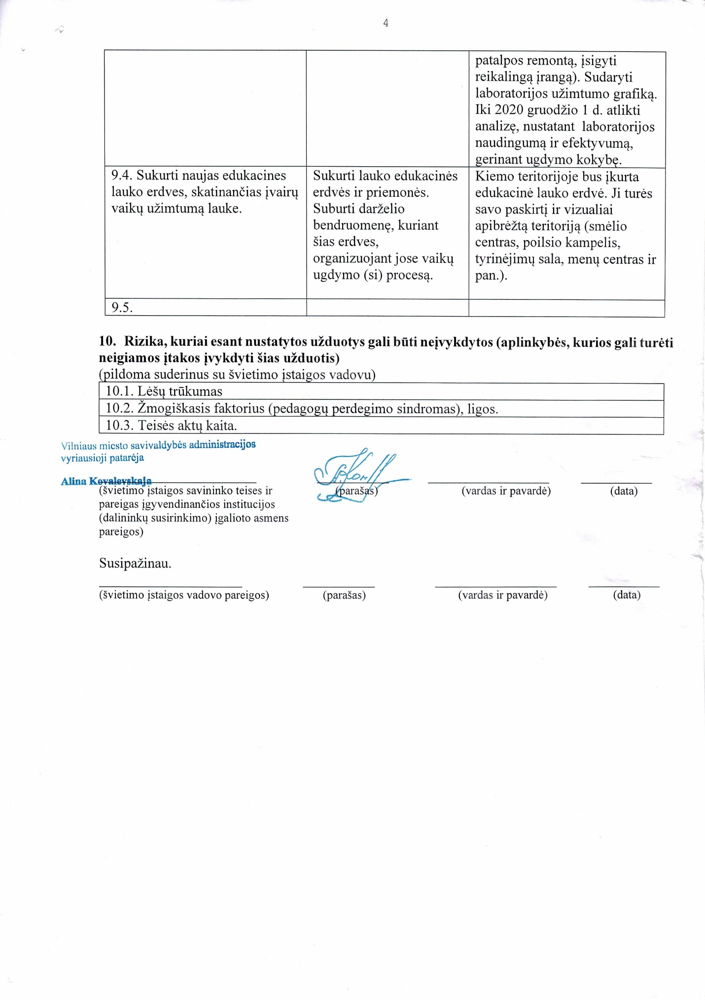 4
patalpos remontą, įsigyti
reikalingą įrangą). Sudaryti
laboratorijos užimtumo grafiką.
Iki 2020 gruodžio 1 d. atlikti
analizę, nustatant laboratorijos
naudingumą ir efektyvumą,
gerinant ugdymo kokybę.
9.4. Sukurti naujas edukacines
lauko erdves, skatinančias įvairų
vaikų užimtumą lauke.
Sukurti lauko edukacinės
erdvės ir priemonės.
Suburti darželio
bendruomenę, kuriant
šias erdves,
organizuojant jose vaikų
ugdymo (si) procesą.
Kiemo teritorijoje bus įkurta
edukacinė lauko erdvė. Ji turės
savo paskirtį ir vizualiai
apibrėžtą teritoriją (smėlio
centras, poilsio kampelis,
tyrinėjimų sala, menų centras ir
pan.).
9.5.
10. Rizika, kuriai esant nustatytos užduotys gali būti neįvykdytos (aplinkybės, kurios gali turėti
neigiamos įtakos įvykdyti šias užduotis)
(pildoma suderinus su švietimo įstaigos vadovu)
10.1. Lėšų trūkumas
10.2. Žmogiškasis faktorius (pedagogų perdegimo sindromas), ligos.
10.3. Teisės aktų kaita.
Vilniaus miesto savivaldybės administracijos
vyriausioji patarėja
Alina Kovalevskaja
(švietimo įstaigos savininko teises ir
pareigas įgyvendinančios institucijos
(dalininkų susirinkimo) įgalioto asmens
pareigos)
(parašas)
(vardas ir pavardė)
(data)
Susipažinau.
(švietimo įstaigos vadovo pareigos)
(parašas)
(vardas ir pavardė)
(data)